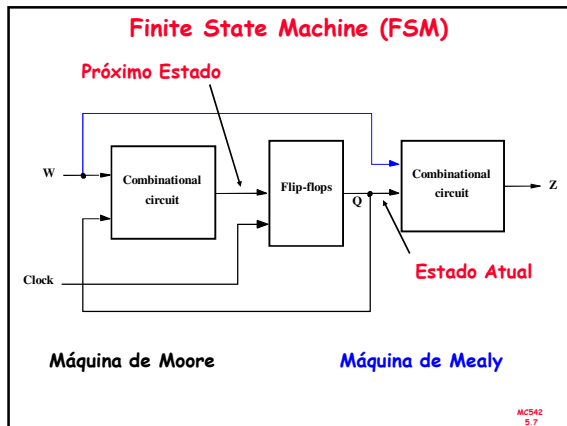 Finite State Machine (FSM)
Próximo Estado
W
Combinational
circuit
Flip-flops
Q
Combinational
circuit
Z
Estado Atual
Clock
Máquina de Moore
Máquina de Mealy
MC542
5.7